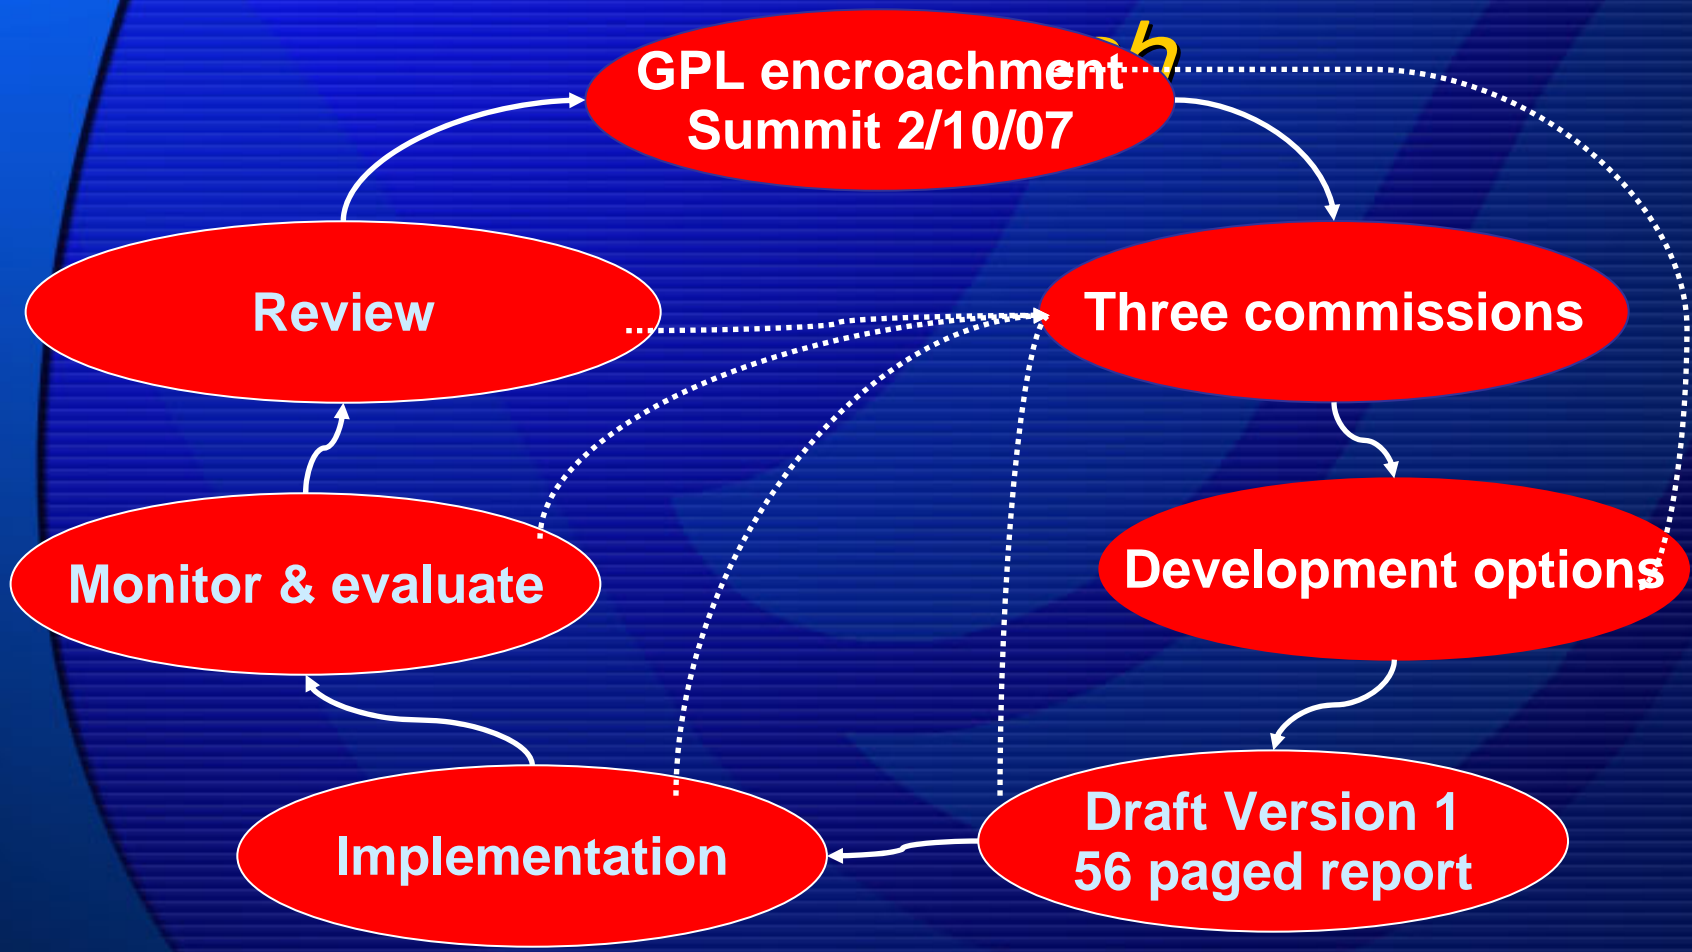 GPL encroachment
Summit 2/10/07
Three commissions
Development options
Draft Version 1
56 paged report
Implementation
Monitor & evaluate
Review